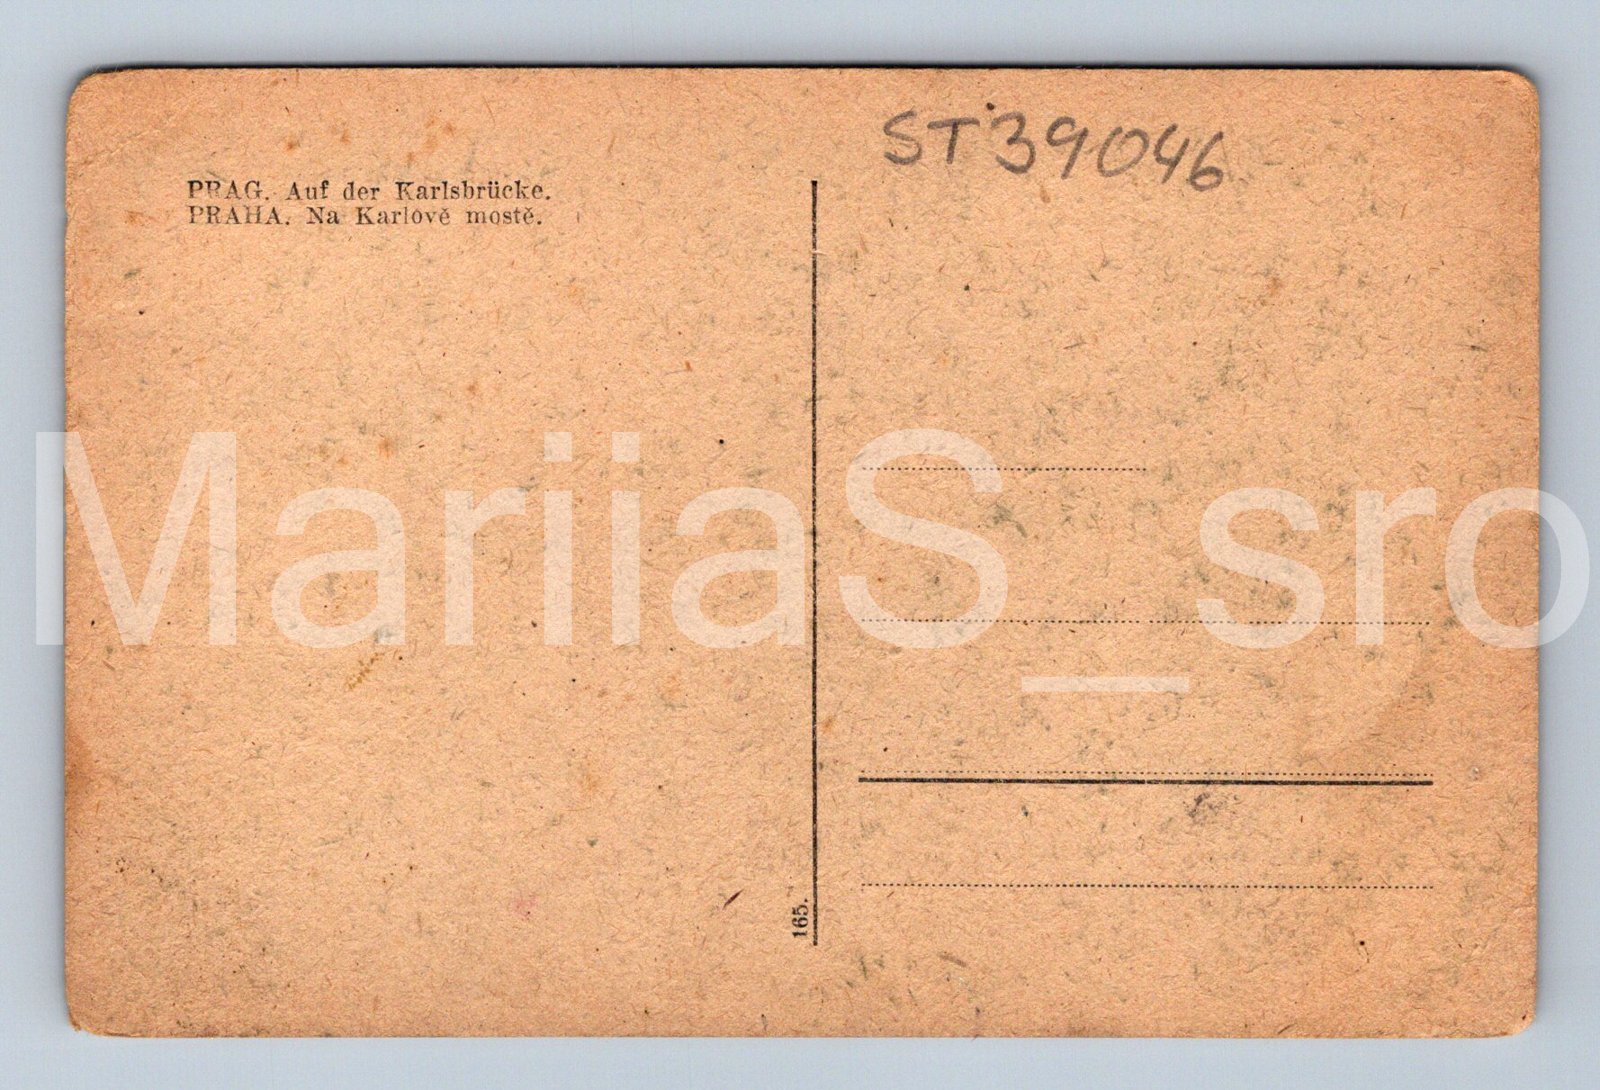 ST39046
PRAG. Auf der Karlsbrücke.
PRAHA. Na Karlově mostě.
MariiaS_sro
165.